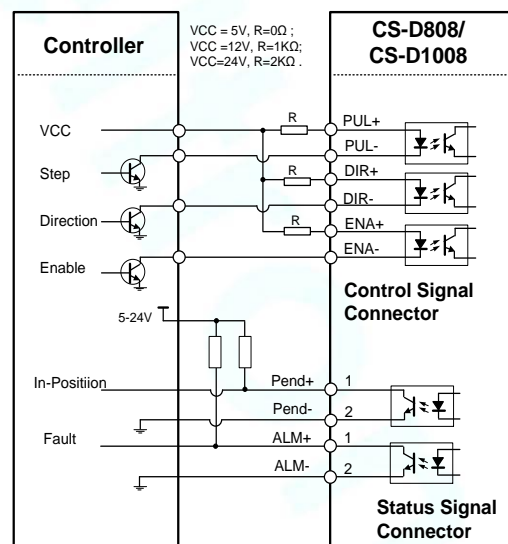 Controller
VCC = 5V, R=0Ω ;
VCC =12V, R=1KΩ;
VCC=24V, R=2KΩ .
CS-D808/
CS-D1008
VCC
R
PUL+
PUL-
Step
R
DIR+
DIR-
Direction
R
ENA+
ENA-
Enable
Control Signal
Connector
5-24V
In-Positiion
Pend+
1
Pend-
2
Fault
ALM+
1
ALM-
2
Status Signal
Connector